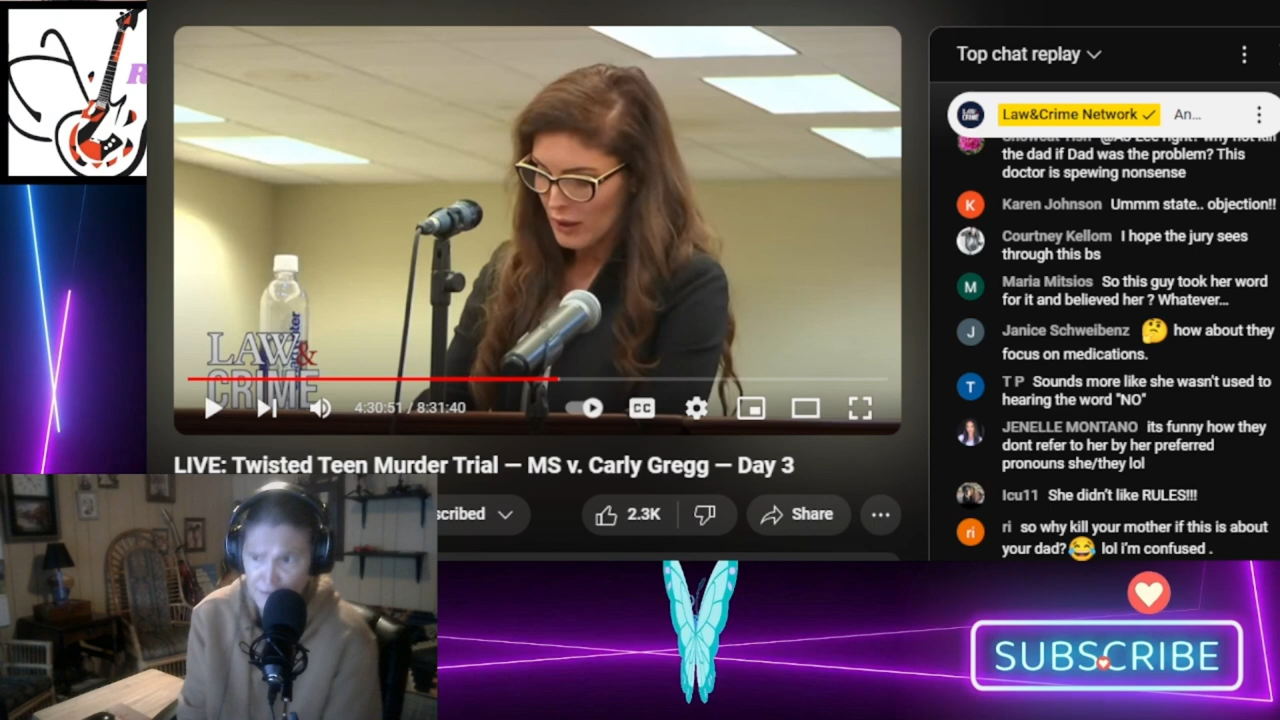 R
LAW&
CRIME
4:30:51 / 8:31:40
CC
LIVE: Twisted Teen Murder Trial — MS v. Carly Gregg — Day 3
scribed
2.3K
Share
Top chat replay
Law&Crime Network
An...
the dad if Dad was the problem? This
doctor is spewing nonsense
K
Karen Johnson Ummm state.. objection!!
Courtney Kellom I hope the jury sees
through this bs
M
Maria Mitsios So this guy took her word
for it and believed her ? Whatever...
J
Janice Schweibenz 🤔 how about they
focus on medications.
T
T P Sounds more like she wasn't used to
hearing the word "NO"
JENELLE MONTANO its funny how they
dont refer to her by her preferred
pronouns she/they lol
Icu11 She didn't like RULES!!!
ri
ri so why kill your mother if this is about
your dad?😂 lol i'm confused .
SUBSCRIBE